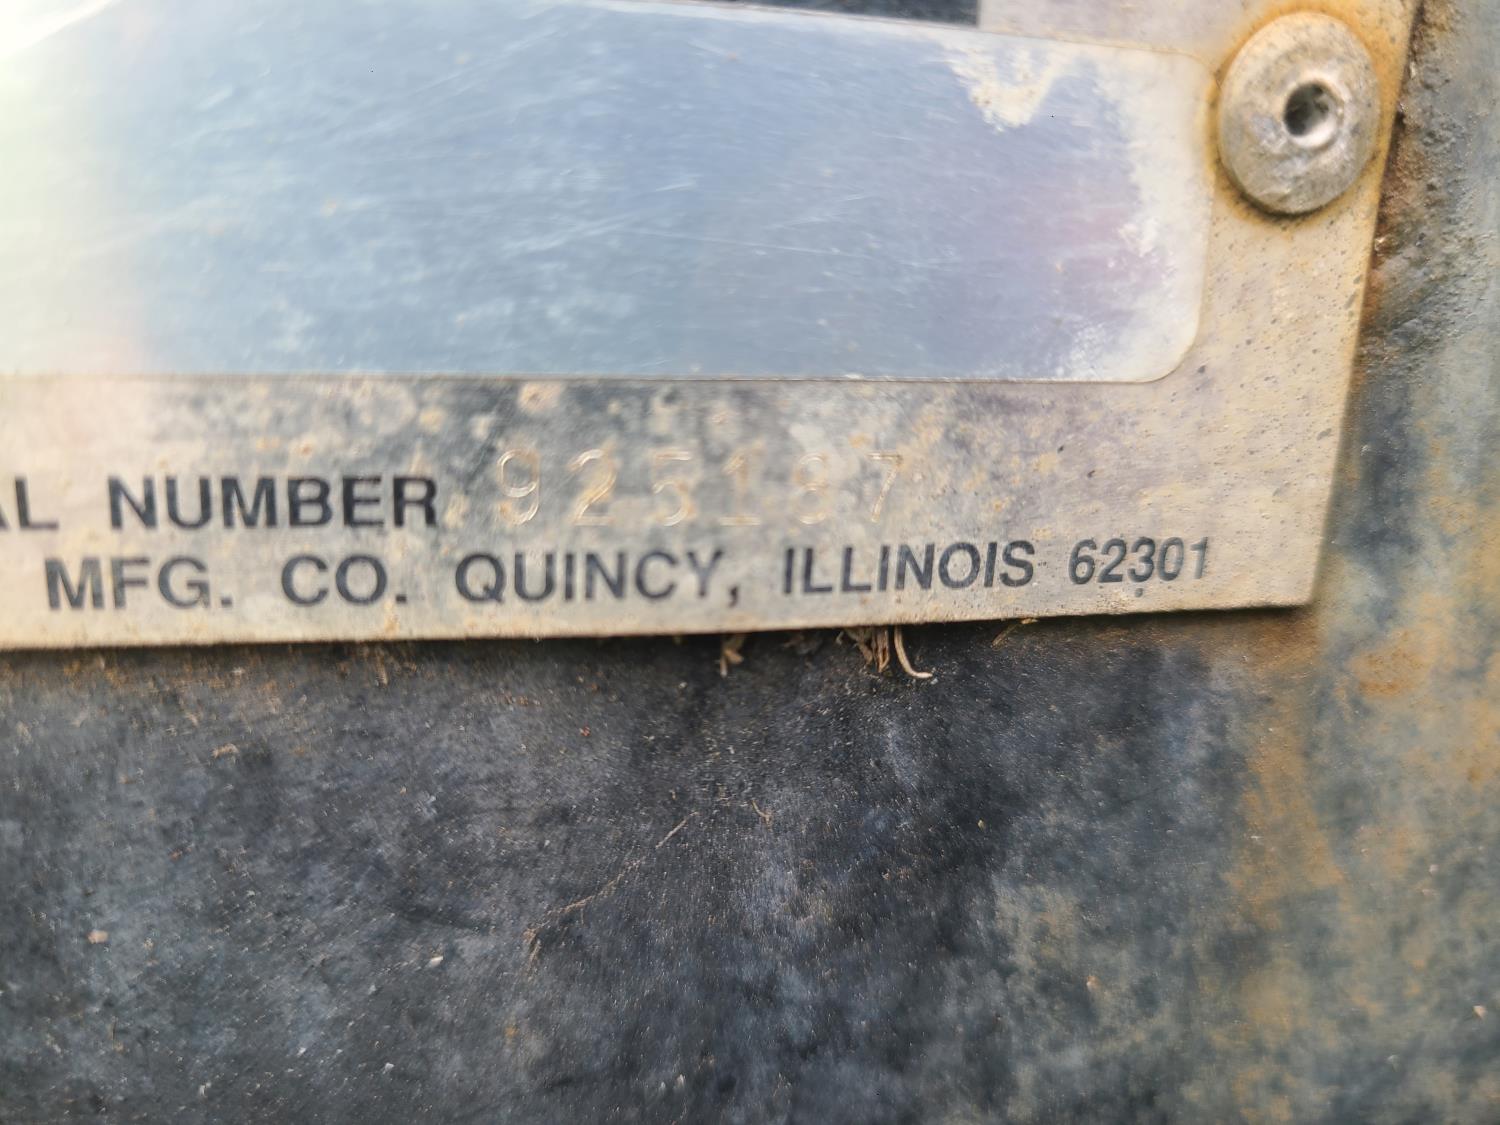 AL NUMBER 925187
MFG. CO. QUINCY, ILLINOIS 62301